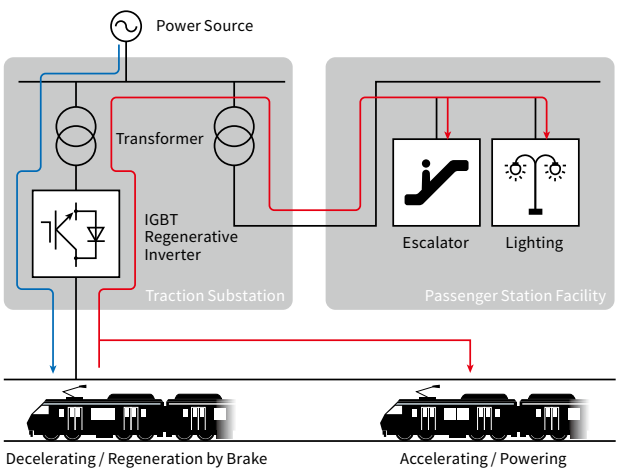 Power Source
Transformer
IGBT
Regenerative
Inverter
Traction Substation
Escalator
Lighting
Passenger Station Facility
Decelerating / Regeneration by Brake
Accelerating / Powering